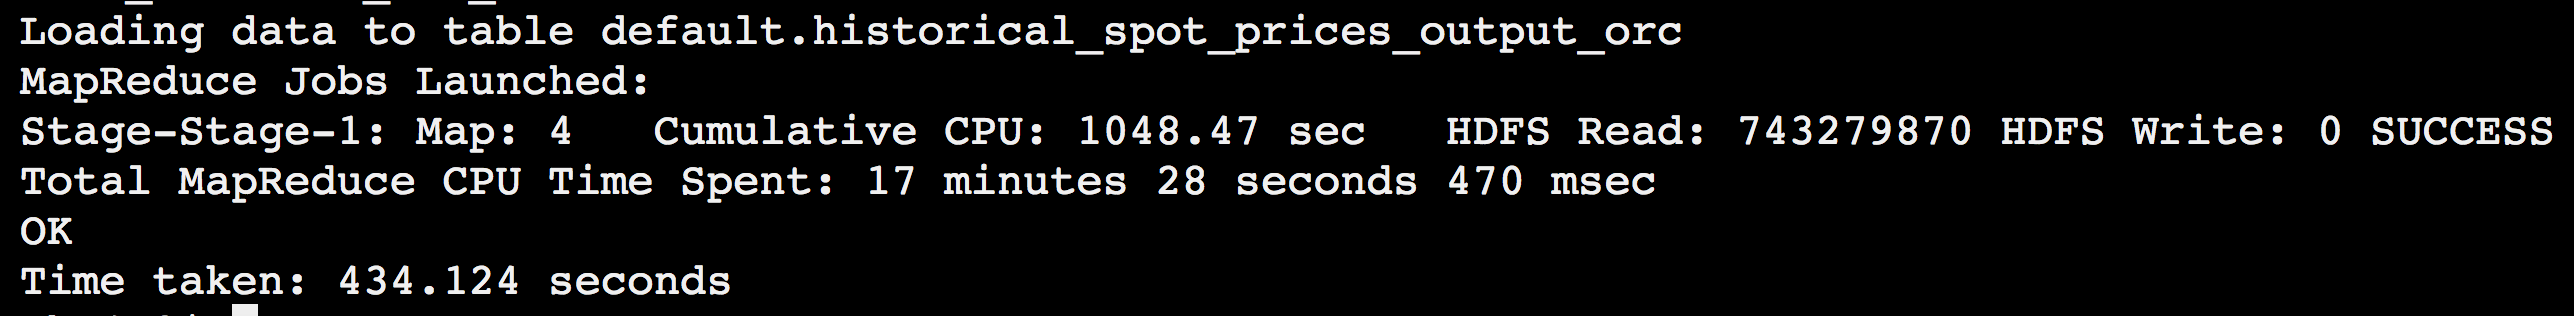 Loading data to table default.historical_spot_prices_output_orc
MapReduce Jobs Launched:
Stage-Stage-1: Map: 4   Cumulative CPU: 1048.47 sec   HDFS Read: 743279870 HDFS Write: 0 SUCCESS
Total MapReduce CPU Time Spent: 17 minutes 28 seconds 470 msec
OK
Time taken: 434.124 seconds